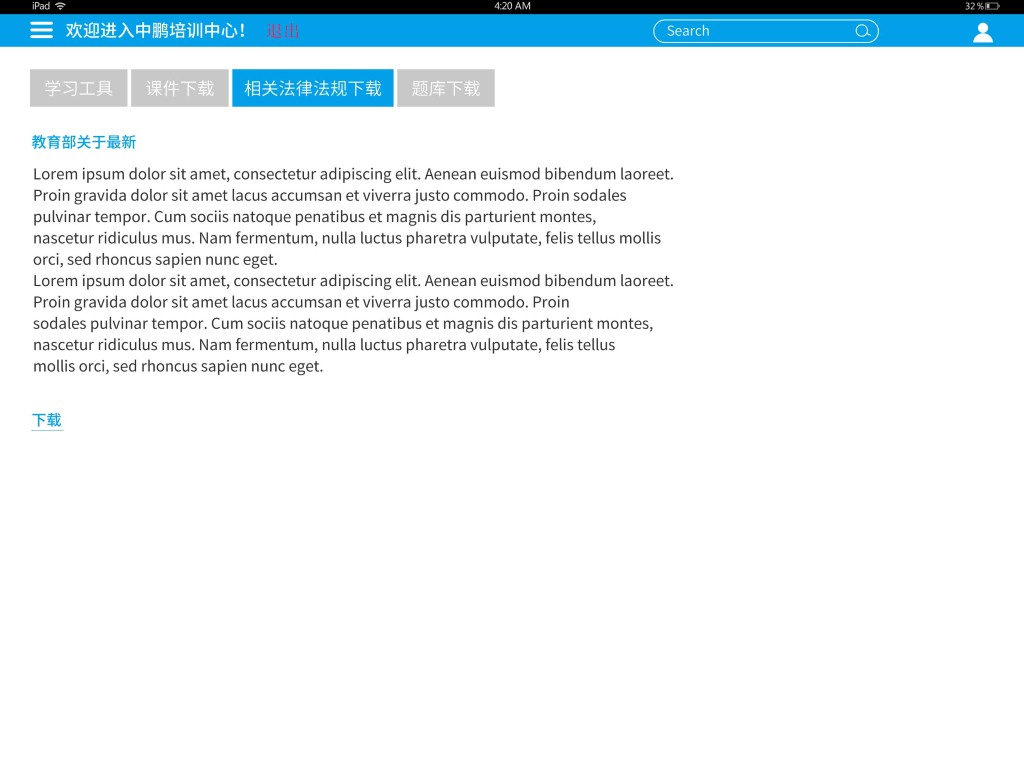 iPad
4:20 AM
32%
欢迎进入中鹏培训中心！
退出
Search
学习工具
课件下载
相关法律法规下载
题库下载
教育部关于最新
Lorem ipsum dolor sit amet, consectetur adipiscing elit. Aenean euismod bibendum laoreet.
Proin gravida dolor sit amet lacus accumsan et viverra justo commodo. Proin sodales
pulvinar tempor. Cum sociis natoque penatibus et magnis dis parturient montes,
nascetur ridiculus mus. Nam fermentum, nulla luctus pharetra vulputate, felis tellus mollis
orci, sed rhoncus sapien nunc eget.
Lorem ipsum dolor sit amet, consectetur adipiscing elit. Aenean euismod bibendum laoreet.
Proin gravida dolor sit amet lacus accumsan et viverra justo commodo. Proin
sodales pulvinar tempor. Cum sociis natoque penatibus et magnis dis parturient montes,
nascetur ridiculus mus. Nam fermentum, nulla luctus pharetra vulputate, felis tellus
mollis orci, sed rhoncus sapien nunc eget.
下载